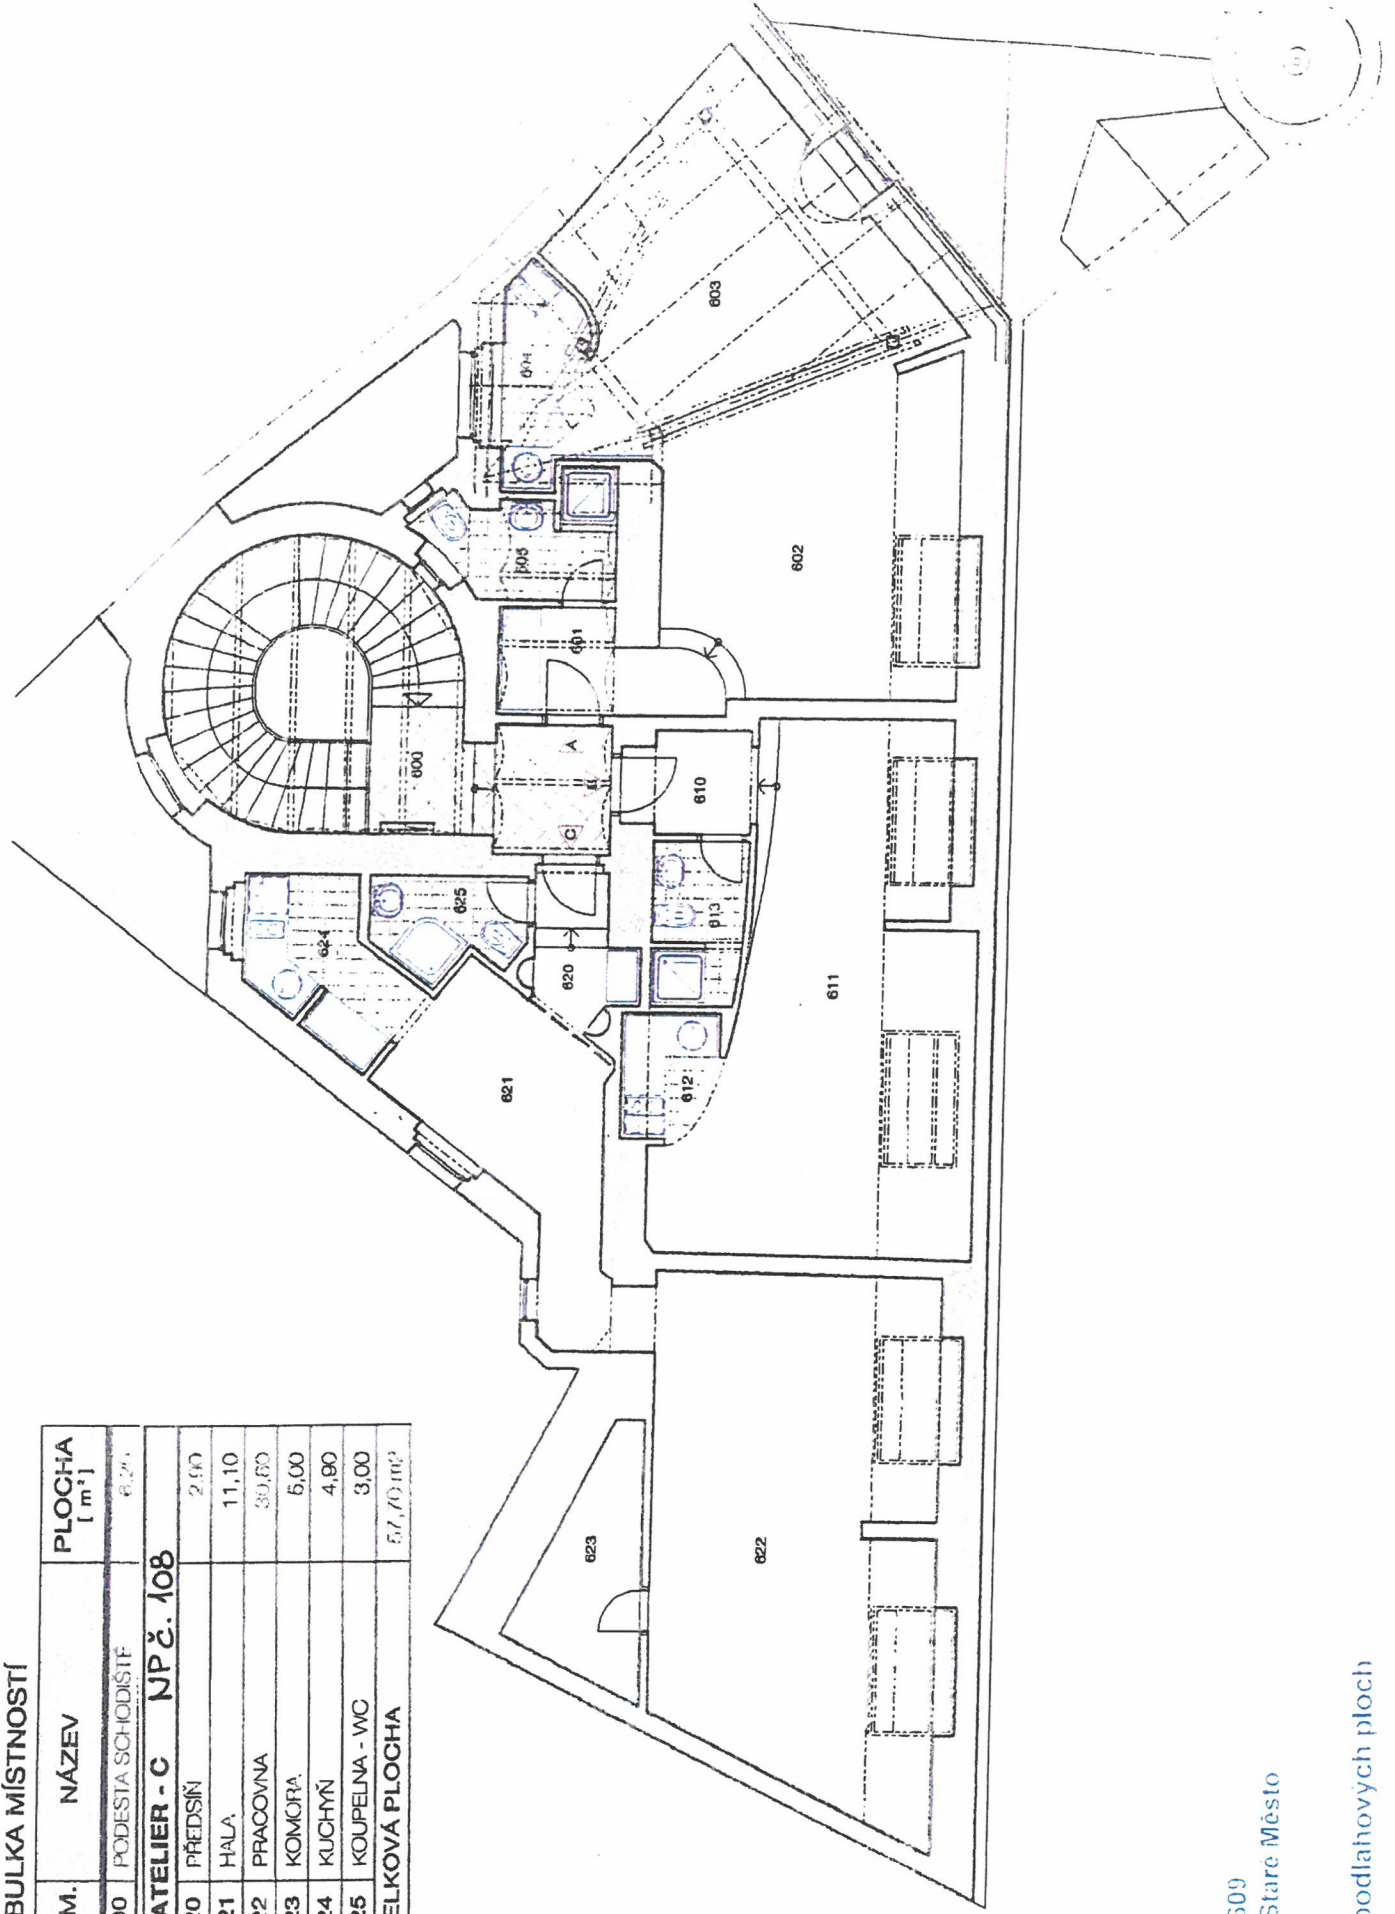 BULKA MÍSTNOSTÍ
M. NÁZEV PLOCHA [ m² ]
00 PODESTA SCHODIŠTĚ
ATELIER - C NP Č. 108
20 PŘEDSÍŇ 2,90
21 HALA 11,10
22 PRACOVNA 30,80
23 KOMORA 5,00
24 KUCHYŇ 4,90
25 KOUPELNA - WC 3,00
ELKOVÁ PLOCHA 57,70 m²
603
604
605
602
601
600
A
C
610
625
624
613
620
611
621
612
623
622
609
Staré Město
podlahových ploch